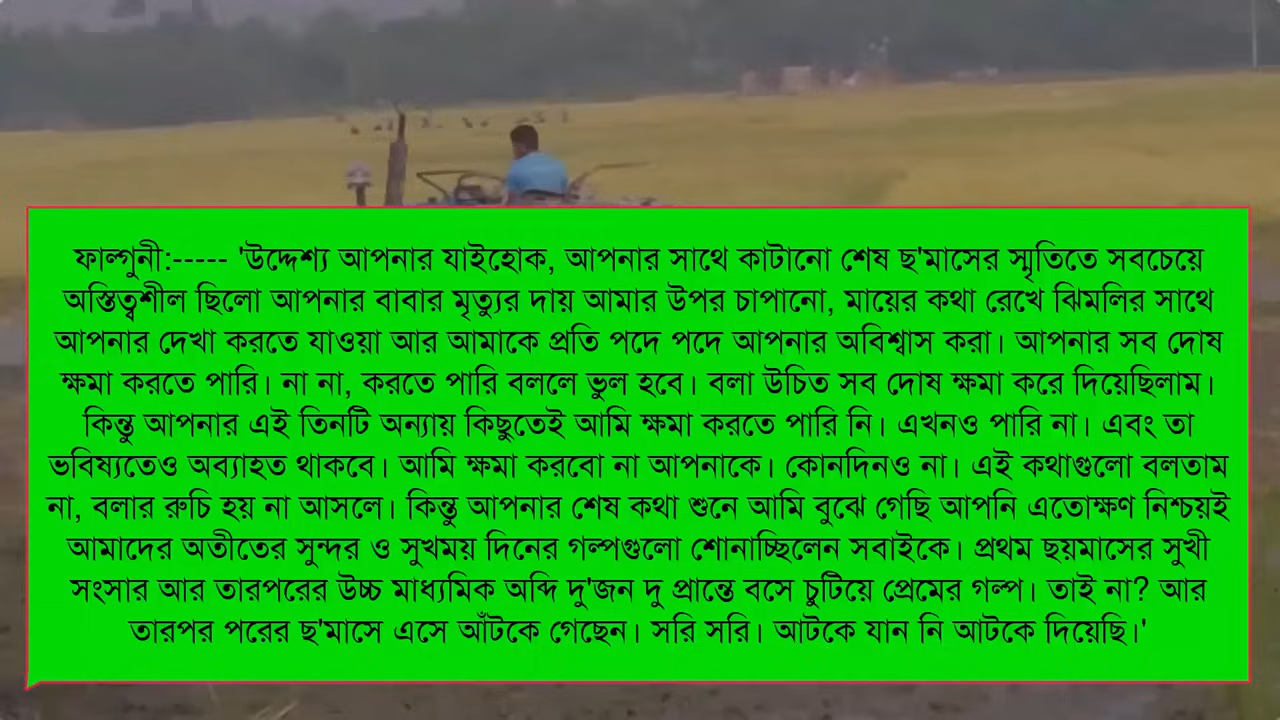 ফাল্গুনী:----- 'উদ্দেশ্য আপনার যাইহোক, আপনার সাথে কাটানো শেষ ছ'মাসের স্মৃতিতে সবচেয়ে
অস্তিত্বশীল ছিলো আপনার বাবার মৃত্যুর দায় আমার উপর চাপানো, মায়ের কথা রেখে ঝিমলির সাথে
আপনার দেখা করতে যাওয়া আর আমাকে প্রতি পদে পদে আপনার অবিশ্বাস করা। আপনার সব দোষ
ক্ষমা করতে পারি। না না, করতে পারি বললে ভুল হবে। বলা উচিত সব দোষ ক্ষমা করে দিয়েছিলাম।
কিন্তু আপনার এই তিনটি অন্যায় কিছুতেই আমি ক্ষমা করতে পারি নি। এখনও পারি না। এবং তা
ভবিষ্যতেও অব্যাহত থাকবে। আমি ক্ষমা করবো না আপনাকে। কোনদিনও না। এই কথাগুলো বলতাম
না, বলার রুচি হয় না আসলে। কিন্তু আপনার শেষ কথা শুনে আমি বুঝে গেছি আপনি এতোক্ষণ নিশ্চয়ই
আমাদের অতীতের সুন্দর ও সুখময় দিনের গল্পগুলো শোনাচ্ছিলেন সবাইকে। প্রথম ছয়মাসের সুখী
সংসার আর তারপরের উচ্চ মাধ্যমিক অব্দি দু'জন দু প্রান্তে বসে চুটিয়ে প্রেমের গল্প। তাই না? আর
তারপর পরের ছ'মাসে এসে আঁটকে গেছেন। সরি সরি। আটকে যান নি আটকে দিয়েছি।'